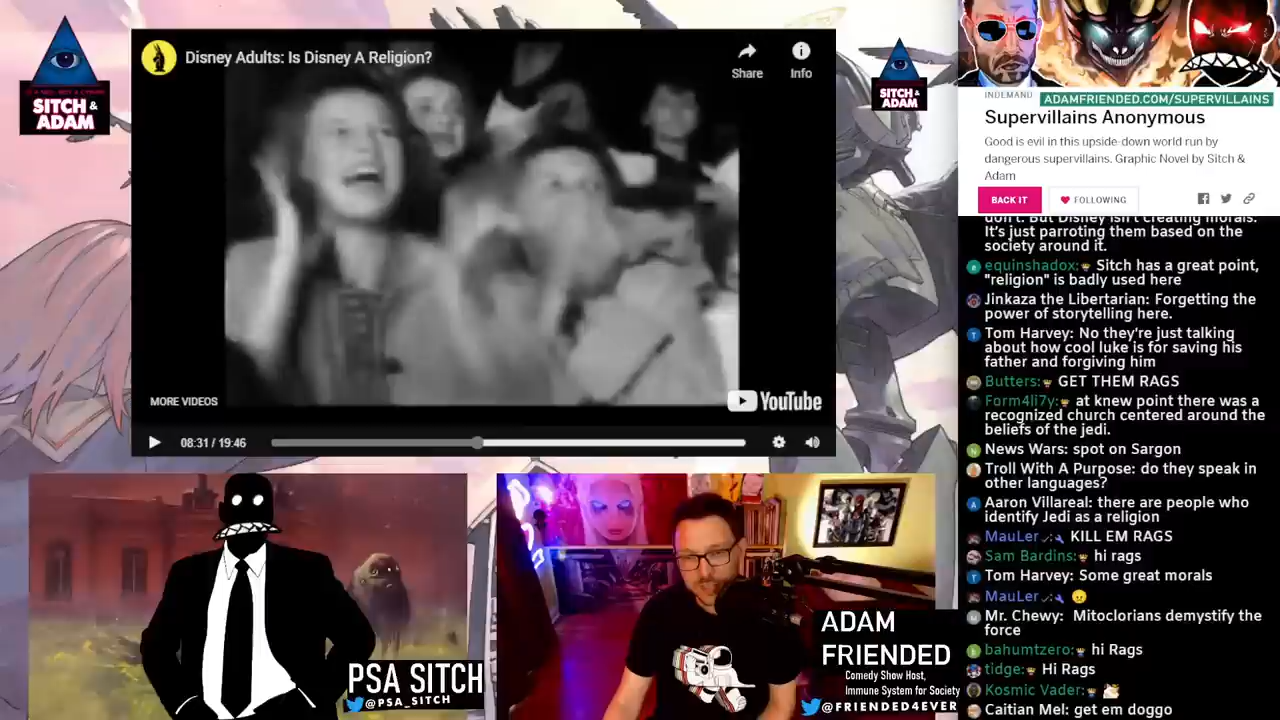 Disney Adults: Is Disney A Religion?
Share
Info
MORE VIDEOS
YouTube
08:31 / 19:46
SITCH &
ADAM
SITCH &
ADAM
INDEMAND
ADAMFRIENDED.COM/SUPERVILLAINS
Supervillains Anonymous
Good is evil in this upside-down world run by
dangerous supervillains. Graphic Novel by Sitch &
Adam
BACK IT
FOLLOWING
don't. But Disney isn't creating morals.
It's just parroting them based on the
society around it.
equinshadox: Sitch has a great point,
"religion" is badly used here
Jinkaza the Libertarian: Forgetting the
power of storytelling here.
Tom Harvey: No they're just talking
about how cool luke is for saving his
father and forgiving him
Butters: GET THEM RAGS
Form4li7y: at knew point there was a
recognized church centered around the
beliefs of the jedi.
News Wars: spot on Sargon
Troll With A Purpose: do they speak in
other languages?
Aaron Villareal: there are people who
identify Jedi as a religion
MauLer KILL EM RAGS
Sam Bardins: hi rags
Tom Harvey: Some great morals
MauLer
Mr. Chewy: Mitoclorians demystify the
force
bahumtzero: hi Rags
tidge: Hi Rags
Kosmic Vader:
Caitian Mel: get em doggo
PSA SITCH
@PSA_SITCH
ADAM
FRIENDED
Comedy Show Host,
Immune System for Society
@FRIENDED4EVER